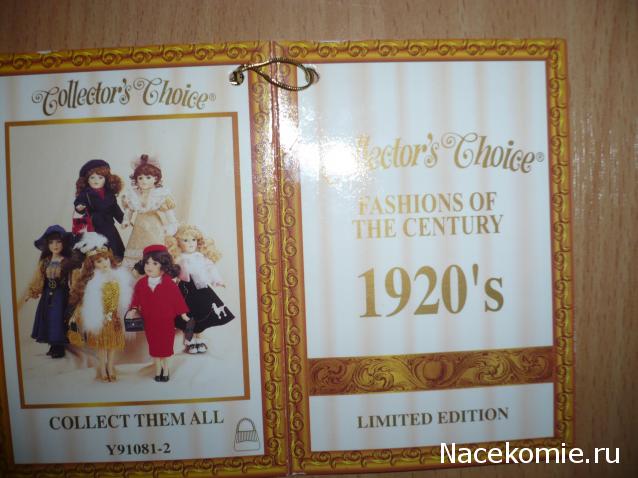 Collector's Choice®
COLLECT THEM ALL
Y91081-2
Collector's Choice®
FASHIONS OF
THE CENTURY
1920's
LIMITED EDITION
Nacekomie.ru